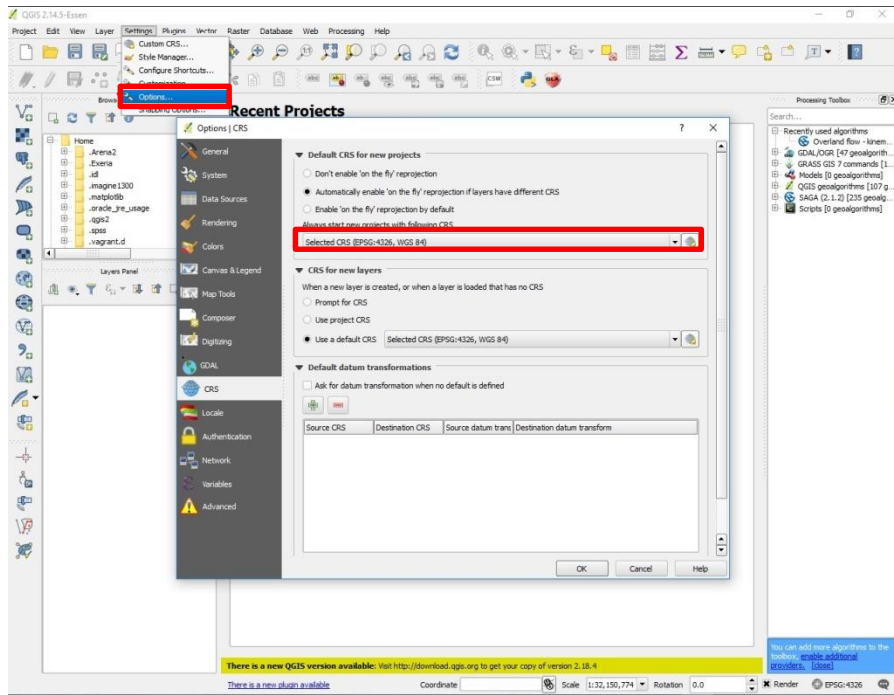 QGIS 2.14.5-Essen
Project Edit View Layer Settings Plugins Vector Raster Database Web Processing Help
Custom CRS...
Style Manager...
Configure Shortcuts...
Customization
Options...
Snapping Options...
Recent Projects
Home
.Arena2
.Exeria
.idl
.imagine1300
.matplotlib
.oracle_jre_usage
.qgis2
.spss
.vagrant.d
Layers Panel
Options | CRS
General
System
Data Sources
Rendering
Colors
Canvas & Legend
Map Tools
Composer
Digitizing
GDAL
CRS
Locale
Authentication
Network
Variables
Advanced
Default CRS for new projects
Don't enable 'on the fly' reprojection
Automatically enable 'on the fly' reprojection if layers have different CRS
Enable 'on the fly' reprojection by default
Always start new projects with following CRS
Selected CRS (EPSG:4326, WGS 84)
CRS for new layers
When a new layer is created, or when a layer is loaded that has no CRS
Prompt for CRS
Use project CRS
Use a default CRS Selected CRS (EPSG:4326, WGS 84)
Default datum transformations
Ask for datum transformation when no default is defined
Source CRS Destination CRS Source datum trans Destination datum transform
OK Cancel Help
Processing Toolbox
Search...
Recently used algorithms
Overland flow - kinem...
GDAL/OGR [47 geoalgorith...
GRASS GIS 7 commands [1...
Models [0 geoalgorithms]
QGIS geoalgorithms [107 g...
SAGA (2.1.2) [235 geoalg...
Scripts [0 geoalgorithms]
You can add more algorithms to the
toolbox, enable additional
providers. [close]
There is a new QGIS version available: Visit http://download.qgis.org to get your copy of version 2.18.4
There is a new plugin available Coordinate Scale 1:32,150,774 Rotation 0.0 Render EPSG:4326